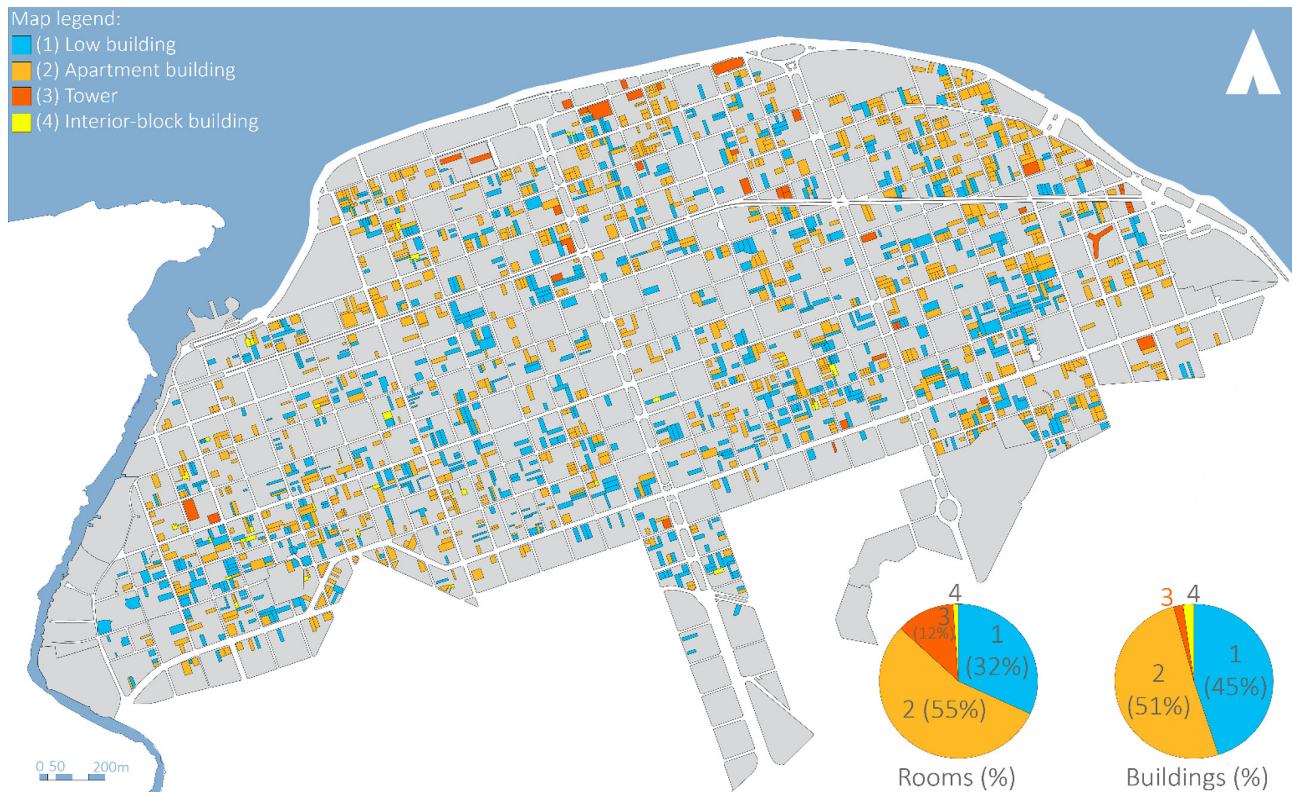 Map legend:
(1) Low building
(2) Apartment building
(3) Tower
(4) Interior-block building
4
3
(12%)
1
(32%)
2 (55%)
Rooms (%)
3
4
1
(45%)
2
(51%)
Buildings (%)
0 50 200m